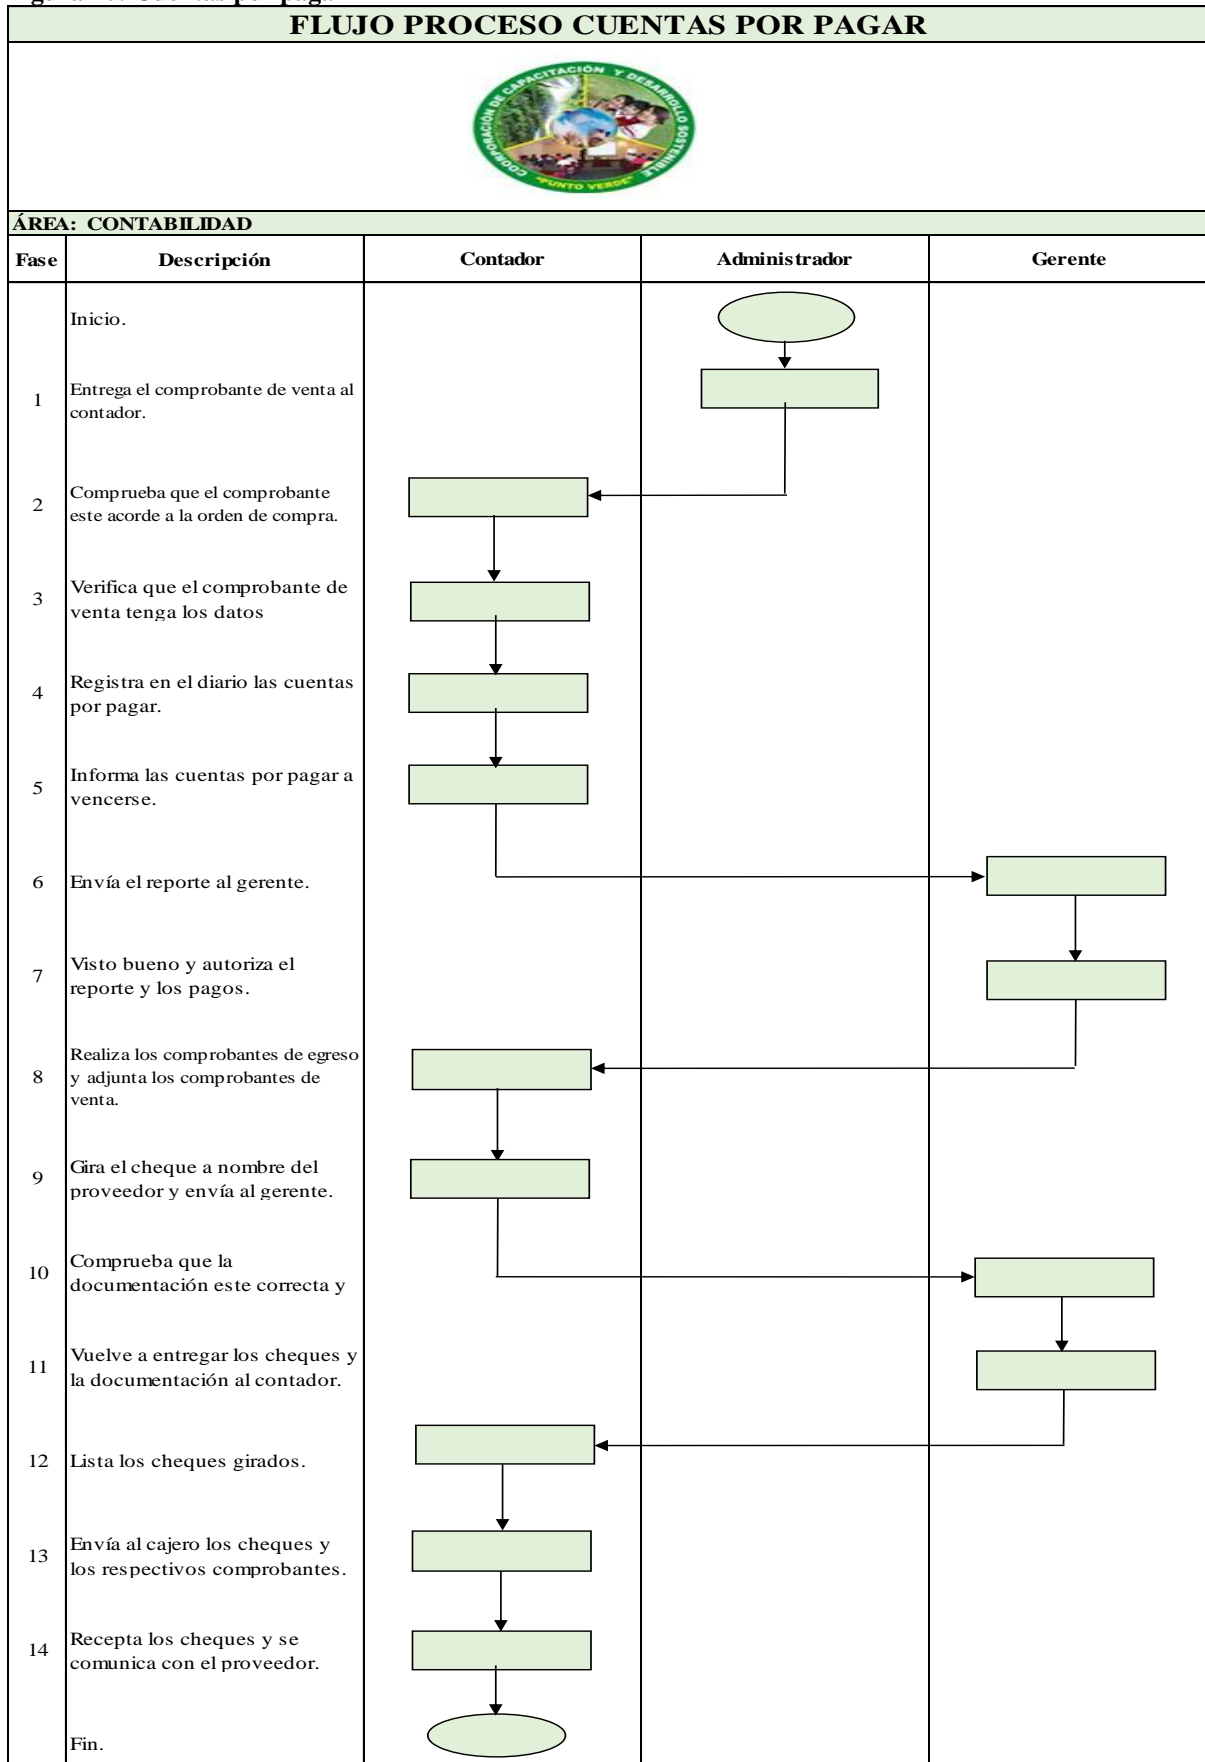 FLUJO PROCESO CUENTAS POR PAGAR
COORPORACIÓN DE CAPACITACIÓN Y DESARROLLO SOSTENIBLE
"PUNTO VERDE"
ÁREA: CONTABILIDAD
Fase Descripción Contador Administrador Gerente
Inicio.
1 Entrega el comprobante de venta al
contador.
2 Comprueba que el comprobante
este acorde a la orden de compra.
3 Verifica que el comprobante de
venta tenga los datos
4 Registra en el diario las cuentas
por pagar.
5 Informa las cuentas por pagar a
vencerse.
6 Envía el reporte al gerente.
7 Visto bueno y autoriza el
reporte y los pagos.
Realiza los comprobantes de egreso
8 y adjunta los comprobantes de
venta.
9 Gira el cheque a nombre del
proveedor y envía al gerente.
10 Comprueba que la
documentación este correcta y
11 Vuelve a entregar los cheques y
la documentación al contador.
12 Lista los cheques girados.
13 Envía al cajero los cheques y
los respectivos comprobantes.
14 Recepta los cheques y se
comunica con el proveedor.
Fin.